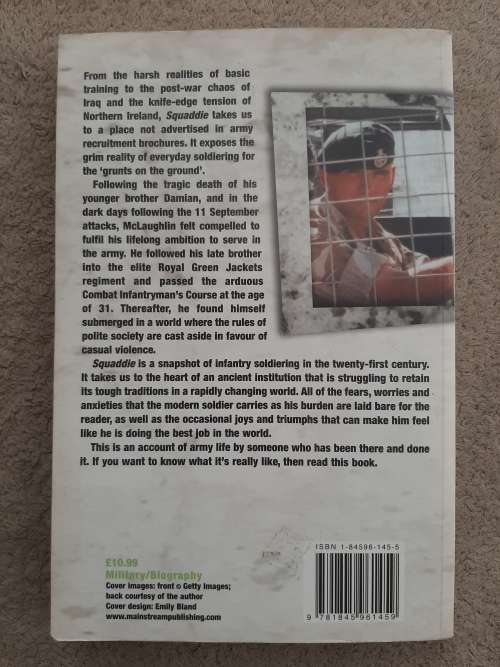 From the harsh realities of basic
training to the post-war chaos of
Iraq and the knife-edge tension of
Northern Ireland, Squaddie takes us
to a place not advertised in army
recruitment brochures. It exposes the
grim reality of everyday soldiering for
the ‘grunts on the ground’.
Following the tragic death of his
younger brother Damian, and in the
dark days following the 11 September
attacks, McLaughlin felt compelled to
fulfil his lifelong ambition to serve in
the army. He followed his late brother
into the elite Royal Green Jackets
regiment and passed the arduous
Combat Infantryman’s Course at the age
of 31. Thereafter, he found himself
submerged in a world where the rules of
polite society are cast aside in favour of
casual violence.
Squaddie is a snapshot of infantry soldiering in the twenty-first century.
It takes us to the heart of an ancient institution that is struggling to retain
its tough traditions in a rapidly changing world. All of the fears, worries and
anxieties that the modern soldier carries as his burden are laid bare for the
reader, as well as the occasional joys and triumphs that can make him feel
like he is doing the best job in the world.
This is an account of army life by someone who has been there and done
it. If you want to know what it’s really like, then read this book.
£10.99
Military/Biography
Cover images: front © Getty Images;
back courtesy of the author
Cover design: Emily Bland
www.mainstreampublishing.com
ISBN 1-84596-145-5
9 781845 961459